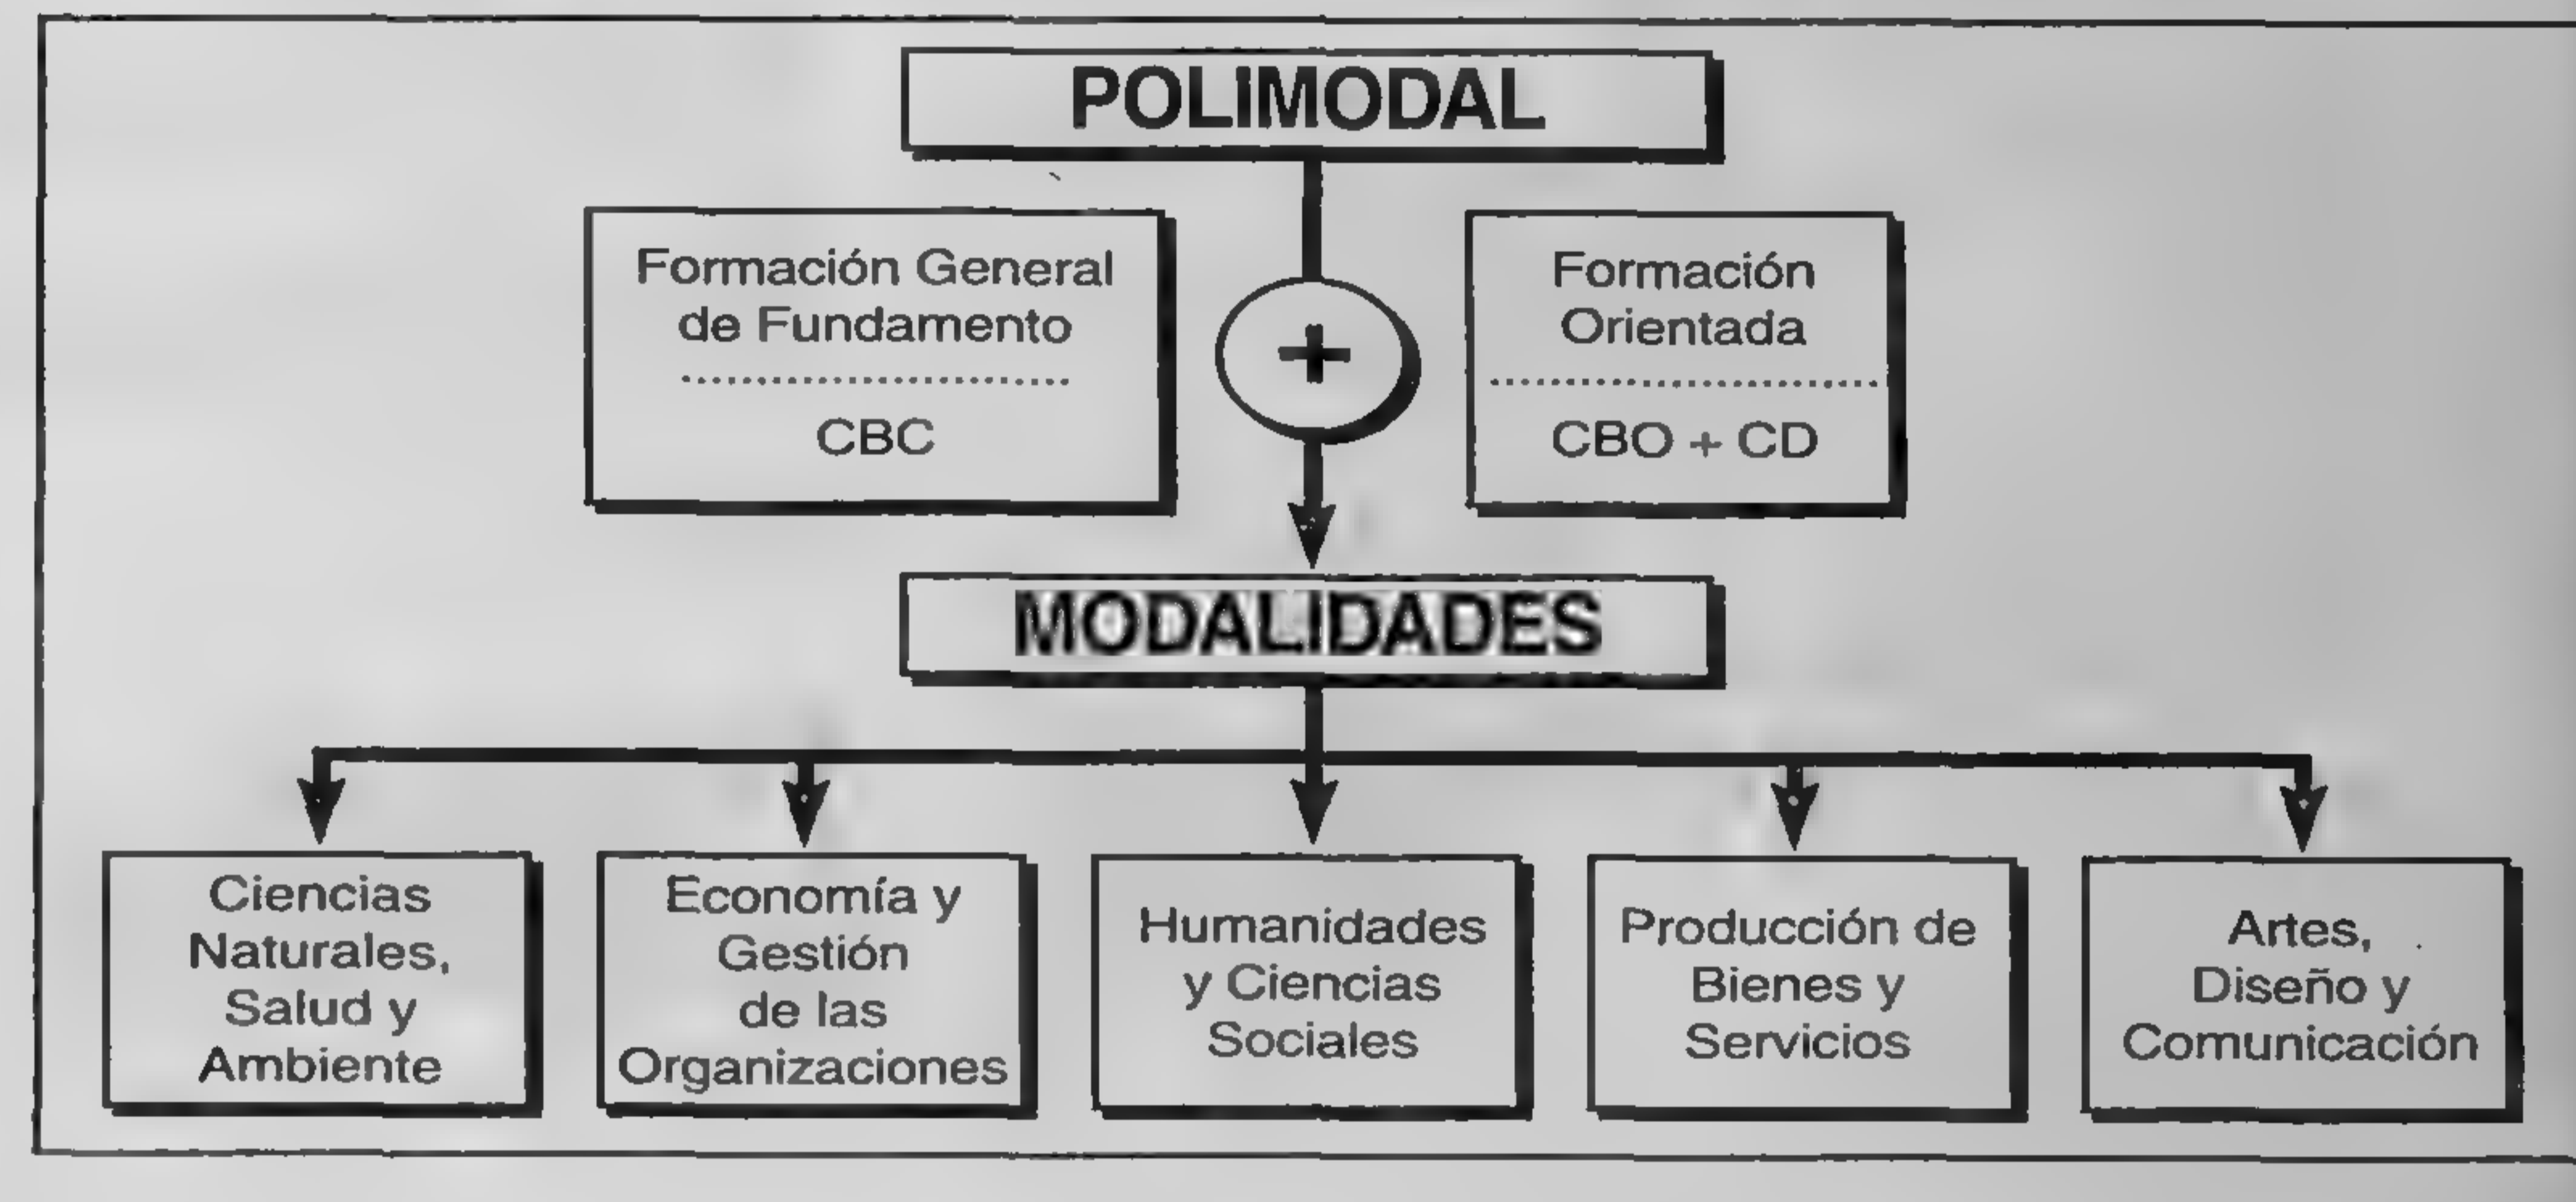 POLIMODAL
Formación General
de Fundamento
CBC
+
Formación
Orientada
CBO + CD
MODALIDADES
Ciencias
Naturales,
Salud y
Ambiente
Economía y
Gestión
de las
Organizaciones
Humanidades
y Ciencias
Sociales
Producción de
Bienes y
Servicios
Artes,
Diseño y
Comunicación